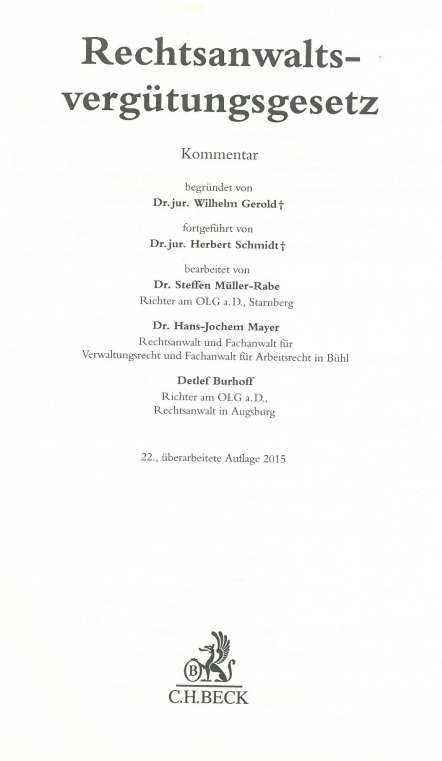 Rechtsanwalts-
vergütungsgesetz
Kommentar
begründet von
Dr. jur. Wilhelm Gerold†
fortgeführt von
Dr. jur. Herbert Schmidt†
bearbeitet von
Dr. Steffen Müller-Rabe
Richter am OLG a. D., Starnberg
Dr. Hans-Jochem Mayer
Rechtsanwalt und Fachanwalt für
Verwaltungsrecht und Fachanwalt für Arbeitsrecht in Bühl
Detlef Burhoff
Richter am OLG a. D.,
Rechtsanwalt in Augsburg
22., überarbeitete Auflage 2015
B
C.H.BECK